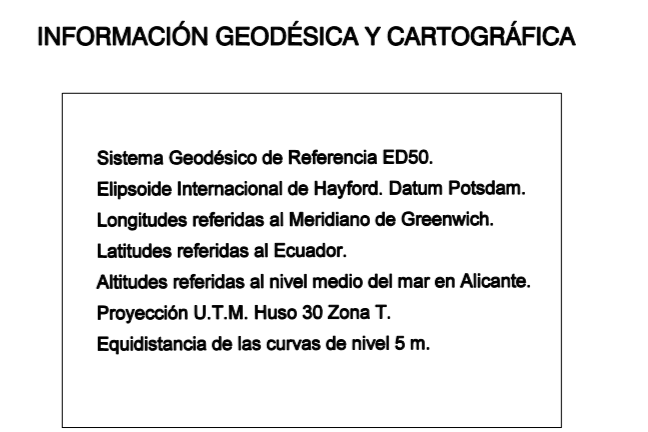 INFORMACIÓN GEODÉSICA Y CARTOGRÁFICA
Sistema Geodésico de Referencia ED50.
Elipsoide Internacional de Hayford. Datum Potsdam.
Longitudes referidas al Meridiano de Greenwich.
Latitudes referidas al Ecuador.
Altitudes referidas al nivel medio del mar en Alicante.
Proyección U.T.M. Huso 30 Zona T.
Equidistancia de las curvas de nivel 5 m.